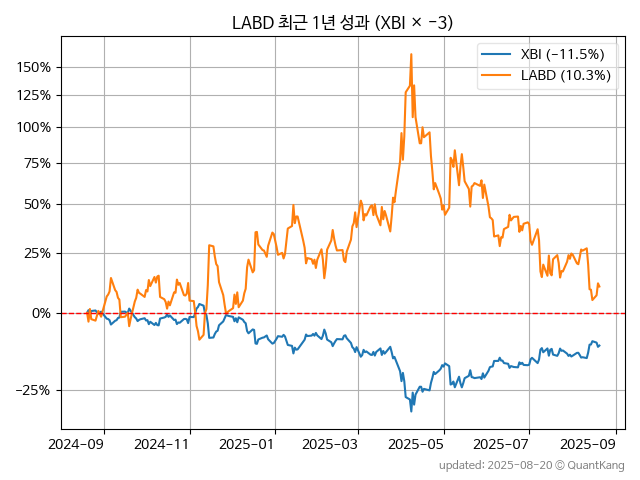 LABD 최근 1년 성과 (XBI × −3)
XBI (−11.5%)
LABD (10.3%)
150%
125%
100%
75%
50%
25%
0%
−25%
2024−09 2024−11 2025−01 2025−03 2025−05 2025−07 2025−09
updated: 2025−08−20 © QuantKang